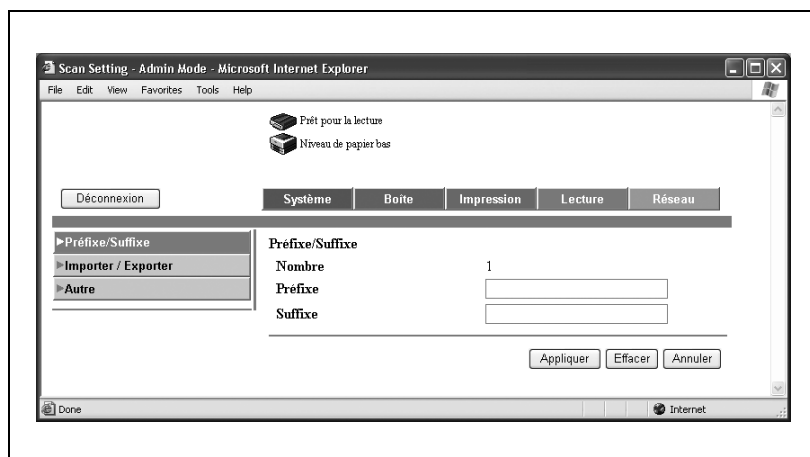 Scan Setting - Admin Mode - Microsoft Internet Explorer
File Edit View Favorites Tools Help
Prêt pour la lecture
Niveau de papier bas
Déconnexion
Système Boîte Impression Lecture Réseau
Préfixe/Suffixe
Importer / Exporter
Autre
Préfixe/Suffixe
Nombre 1
Préfixe
Suffixe
Appliquer Effacer Annuler
Done Internet